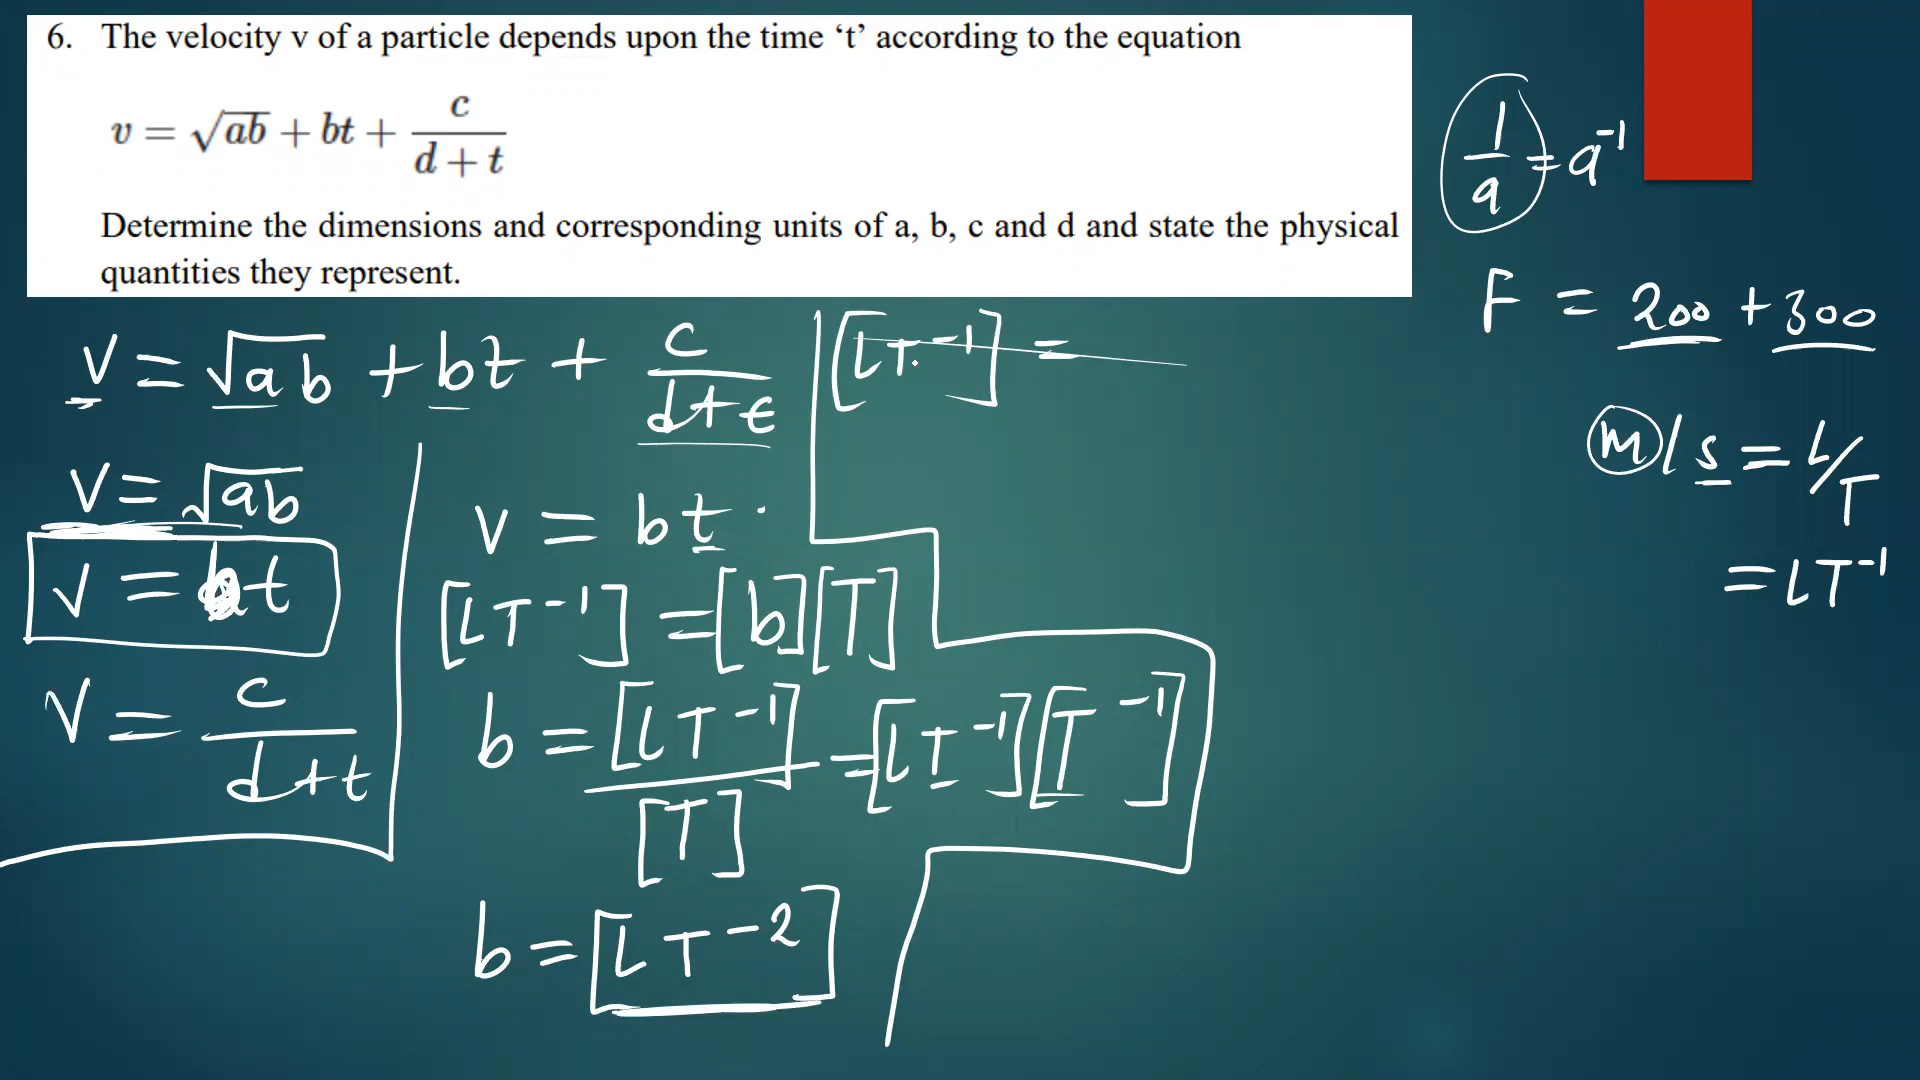 6. The velocity v of a particle depends upon the time ‘t’ according to the equation
v = √ab + bt + c/(d + t)
Determine the dimensions and corresponding units of a, b, c and d and state the physical
quantities they represent.
1/a = a⁻¹
F = 200 + 300
m/s = L/T
= LT⁻¹
v = √ab + bt + c/(d+t)
v = √ab
v = bt
v = c/(d+t)
v = bt
[LT⁻¹] = [b][T]
b = [LT⁻¹]/[T] = [LT⁻¹][T⁻¹]
b = [LT⁻²]
[LT⁻¹] =